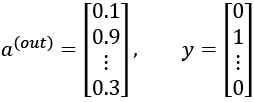 a^(out) = [0.1 0.9 ⋮ 0.3], y = [0 1 ⋮ 0]